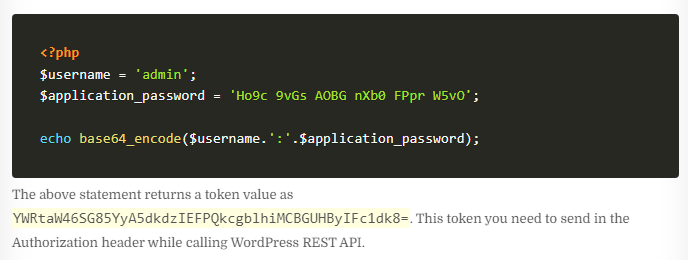 <?php
$username = 'admin';
$application_password = 'Ho9c 9vGs AOBG nXb0 FPpr W5vO';
echo base64_encode($username.':'.$application_password);
The above statement returns a token value as
YWRtaW46SG85YyA5dkdzIEFPQkcgblhiMCBGUHByIFc1dk8=. This token you need to send in the
Authorization header while calling WordPress REST API.